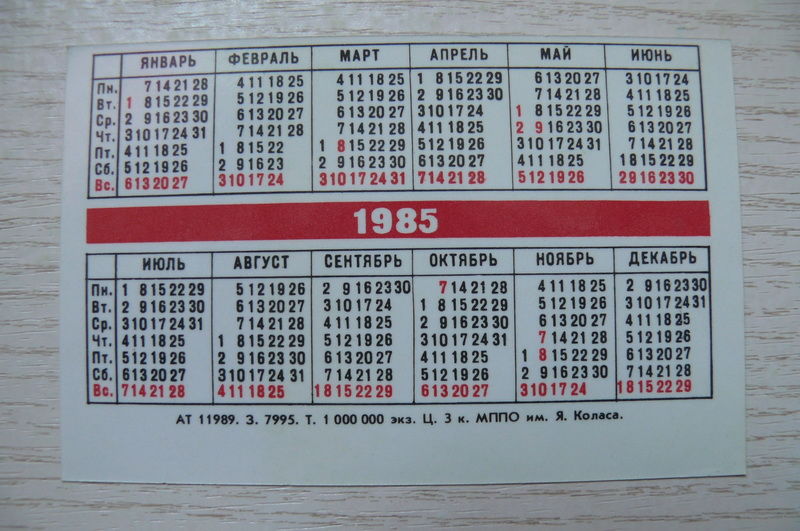 ЯНВАРЬ ФЕВРАЛЬ МАРТ АПРЕЛЬ МАЙ ИЮНЬ
Пн. 7 14 21 28 4 11 18 25 4 11 18 25 1 8 15 22 29 6 13 20 27 3 10 17 24
Вт. 1 8 15 22 29 5 12 19 26 5 12 19 26 2 9 16 23 30 7 14 21 28 4 11 18 25
Ср. 2 9 16 23 30 6 13 20 27 6 13 20 27 3 10 17 24 1 8 15 22 29 5 12 19 26
Чт. 3 10 17 24 31 7 14 21 28 7 14 21 28 4 11 18 25 2 9 16 23 30 6 13 20 27
Пт. 4 11 18 25 1 8 15 22 1 8 15 22 29 5 12 19 26 3 10 17 24 31 7 14 21 28
Сб. 5 12 19 26 2 9 16 23 2 9 16 23 30 6 13 20 27 4 11 18 25 1 8 15 22 29
Вс. 6 13 20 27 3 10 17 24 3 10 17 24 31 7 14 21 28 5 12 19 26 2 9 16 23 30
1985
ИЮЛЬ АВГУСТ СЕНТЯБРЬ ОКТЯБРЬ НОЯБРЬ ДЕКАБРЬ
Пн. 1 8 15 22 29 5 12 19 26 2 9 16 23 30 7 14 21 28 4 11 18 25 2 9 16 23 30
Вт. 2 9 16 23 30 6 13 20 27 3 10 17 24 1 8 15 22 29 5 12 19 26 3 10 17 24 31
Ср. 3 10 17 24 31 7 14 21 28 4 11 18 25 2 9 16 23 30 6 13 20 27 4 11 18 25
Чт. 4 11 18 25 1 8 15 22 29 5 12 19 26 3 10 17 24 31 7 14 21 28 5 12 19 26
Пт. 5 12 19 26 2 9 16 23 30 6 13 20 27 4 11 18 25 1 8 15 22 29 6 13 20 27
Сб. 6 13 20 27 3 10 17 24 31 7 14 21 28 5 12 19 26 2 9 16 23 30 7 14 21 28
Вс. 7 14 21 28 4 11 18 25 1 8 15 22 29 6 13 20 27 3 10 17 24 1 8 15 22 29
АТ 11989. З. 7995. Т. 1 000 000 экз. Ц. 3 к. МППО им. Я. Коласа.